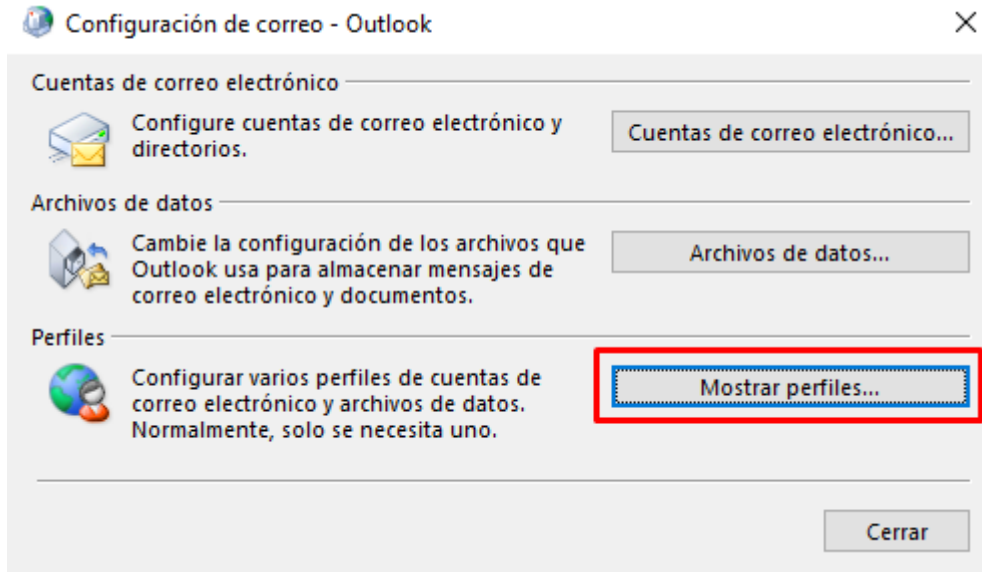 Configuración de correo - Outlook
Cuentas de correo electrónico
Configure cuentas de correo electrónico y
directorios.
Cuentas de correo electrónico...
Archivos de datos
Cambie la configuración de los archivos que
Outlook usa para almacenar mensajes de
correo electrónico y documentos.
Archivos de datos...
Perfiles
Configurar varios perfiles de cuentas de
correo electrónico y archivos de datos.
Normalmente, solo se necesita uno.
Mostrar perfiles...
Cerrar